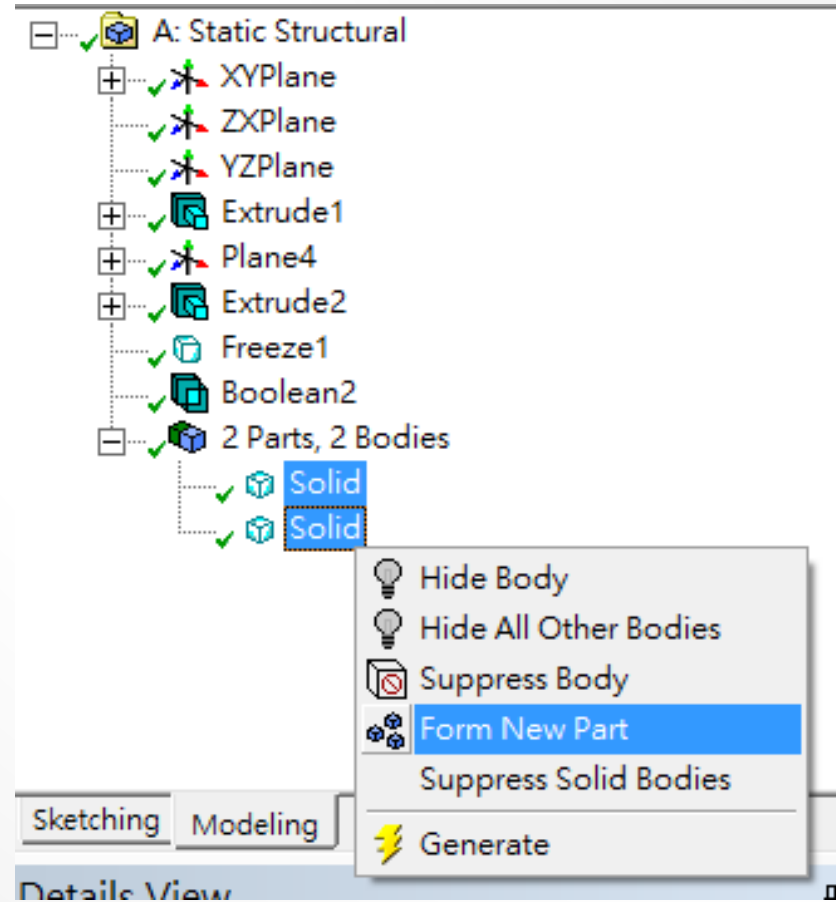 A: Static Structural
XYPlane
ZXPlane
YZPlane
Extrude1
Plane4
Extrude2
Freeze1
Boolean2
2 Parts, 2 Bodies
Solid
Solid
Hide Body
Hide All Other Bodies
Suppress Body
Form New Part
Suppress Solid Bodies
Generate
Sketching Modeling
Details View